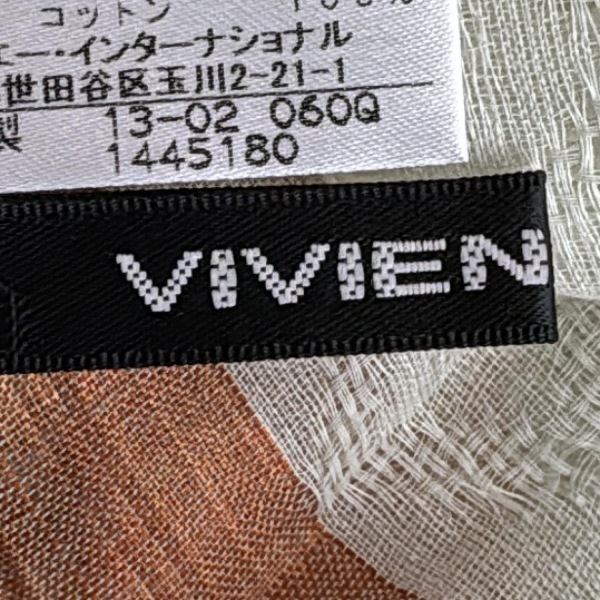 コットン 100%
エー・インターナショナル
世田谷区玉川2-21-1
製 13-02 060Q
1445180
VIVIEN